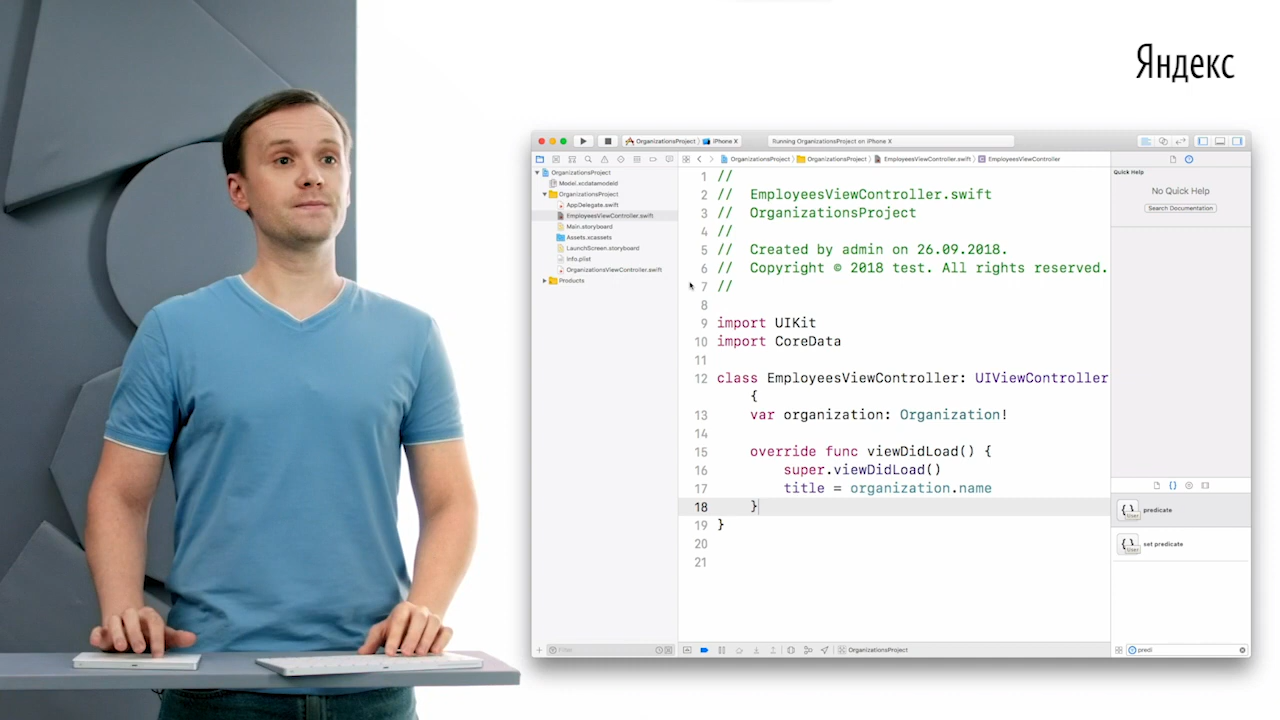 Яндекс
OrganizationsProject
iPhone X
Running OrganizationsProject on iPhone X
OrganizationsProject
OrganizationsProject
EmployeesViewController.swift
EmployeesViewController
OrganizationsProject
Model.xcdatamodeld
OrganizationsProject
AppDelegate.swift
EmployeesViewController.swift
Main.storyboard
Assets.xcassets
LaunchScreen.storyboard
Info.plist
OrganizationsViewController.swift
Products
1 //
2 // EmployeesViewController.swift
3 // OrganizationsProject
4 //
5 // Created by admin on 26.09.2018.
6 // Copyright © 2018 test. All rights reserved.
7 //
8
9 import UIKit
10 import CoreData
11
12 class EmployeesViewController: UIViewController
{
13 var organization: Organization!
14
15 override func viewDidLoad() {
16 super.viewDidLoad()
17 title = organization.name
18 }
19 }
20
21
Quick Help
No Quick Help
Search Documentation
{ }
User
predicate
{ }
User
set predicate
Filter
OrganizationsProject
predi